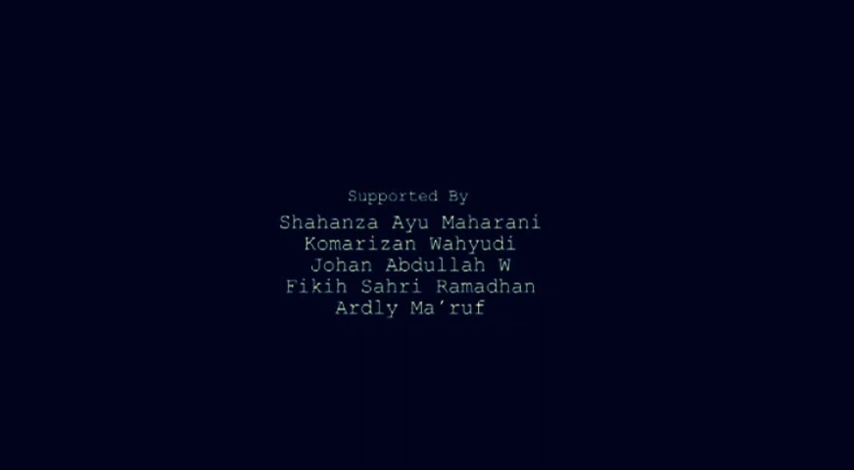 Supported By
Shahanza Ayu Maharani
Komarizan Wahyudi
Johan Abdullah W
Fikih Sahri Ramadhan
Ardly Ma’ruf